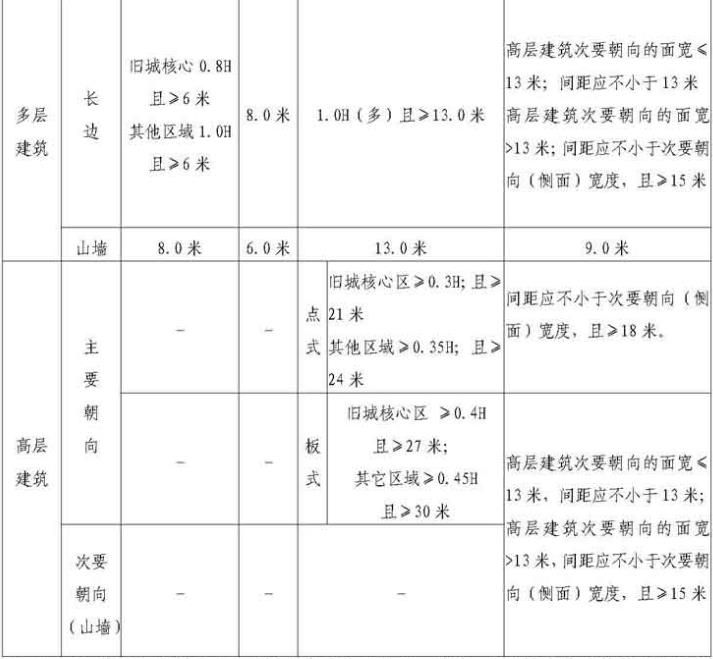 多层
建筑
长
边
旧城核心 0.8H
且≥6 米
其他区域 1.0H
且≥6 米
8.0 米
1.0H（多）且≥13.0 米
高层建筑次要朝向的面宽≤
13 米；间距应不小于 13 米
高层建筑次要朝向的面宽
>13 米；间距应不小于次要朝
向（侧面）宽度，且≥15 米
山墙
8.0 米
6.0 米
13.0 米
9.0 米
高层
建筑
主
要
朝
向
–
–
点
式
旧城核心区≥0.3H；且≥
21 米
其他区域≥0.35H；且≥
24 米
间距应不小于次要朝向（侧
面）宽度，且≥18 米。
–
–
板
式
旧城核心区 ≥0.4H
且≥27 米；
其它区域≥0.45H
且≥30 米
高层建筑次要朝向的面宽≤
13 米，间距应不小于 13 米；
高层建筑次要朝向的面宽
>13 米，间距应不小于次要朝
向（侧面）宽度，且≥15 米
次要
朝向
（山墙）
–
–
–